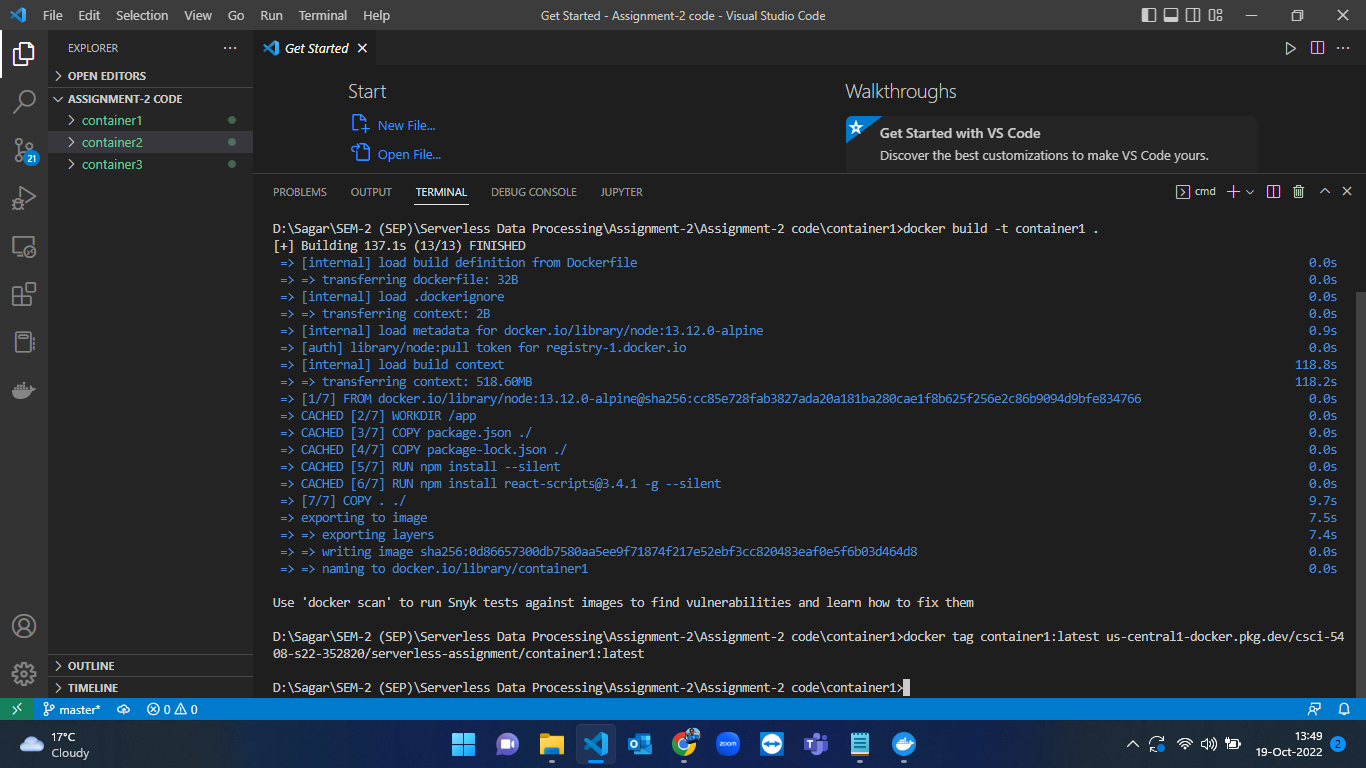 File Edit Selection View Go Run Terminal Help
Get Started - Assignment-2 code - Visual Studio Code
EXPLORER
Get Started
OPEN EDITORS
ASSIGNMENT-2 CODE
container1
container2
container3
21
Start
New File...
Open File...
Walkthroughs
Get Started with VS Code
Discover the best customizations to make VS Code yours.
PROBLEMS OUTPUT TERMINAL DEBUG CONSOLE JUPYTER
cmd
D:\Sagar\SEM-2 (SEP)\Serverless Data Processing\Assignment-2\Assignment-2 code\container1>docker build -t container1 .
[+] Building 137.1s (13/13) FINISHED
=> [internal] load build definition from Dockerfile 0.0s
=> => transferring dockerfile: 32B 0.0s
=> [internal] load .dockerignore 0.0s
=> => transferring context: 2B 0.0s
=> [internal] load metadata for docker.io/library/node:13.12.0-alpine 0.9s
=> [auth] library/node:pull token for registry-1.docker.io 0.0s
=> [internal] load build context 118.8s
=> => transferring context: 518.60MB 118.2s
=> [1/7] FROM docker.io/library/node:13.12.0-alpine@sha256:cc85e728fab3827ada20a181ba280cae1f8b625f256e2c86b9094d9bfe834766 0.0s
=> CACHED [2/7] WORKDIR /app 0.0s
=> CACHED [3/7] COPY package.json ./ 0.0s
=> CACHED [4/7] COPY package-lock.json ./ 0.0s
=> CACHED [5/7] RUN npm install --silent 0.0s
=> CACHED [6/7] RUN npm install react-scripts@3.4.1 -g --silent 0.0s
=> [7/7] COPY . ./ 9.7s
=> exporting to image 7.5s
=> => exporting layers 7.4s
=> => writing image sha256:0d86657300db7580aa5ee9f71874f217e52ebf3cc820483eaf0e5f6b03d464d8 0.0s
=> => naming to docker.io/library/container1 0.0s
Use 'docker scan' to run Snyk tests against images to find vulnerabilities and learn how to fix them
D:\Sagar\SEM-2 (SEP)\Serverless Data Processing\Assignment-2\Assignment-2 code\container1>docker tag container1:latest us-central1-docker.pkg.dev/csci-54
08-s22-352820/serverless-assignment/container1:latest
D:\Sagar\SEM-2 (SEP)\Serverless Data Processing\Assignment-2\Assignment-2 code\container1>
OUTLINE
TIMELINE
master* 0 0
17°C
Cloudy
zoom
13:49
19-Oct-2022
2